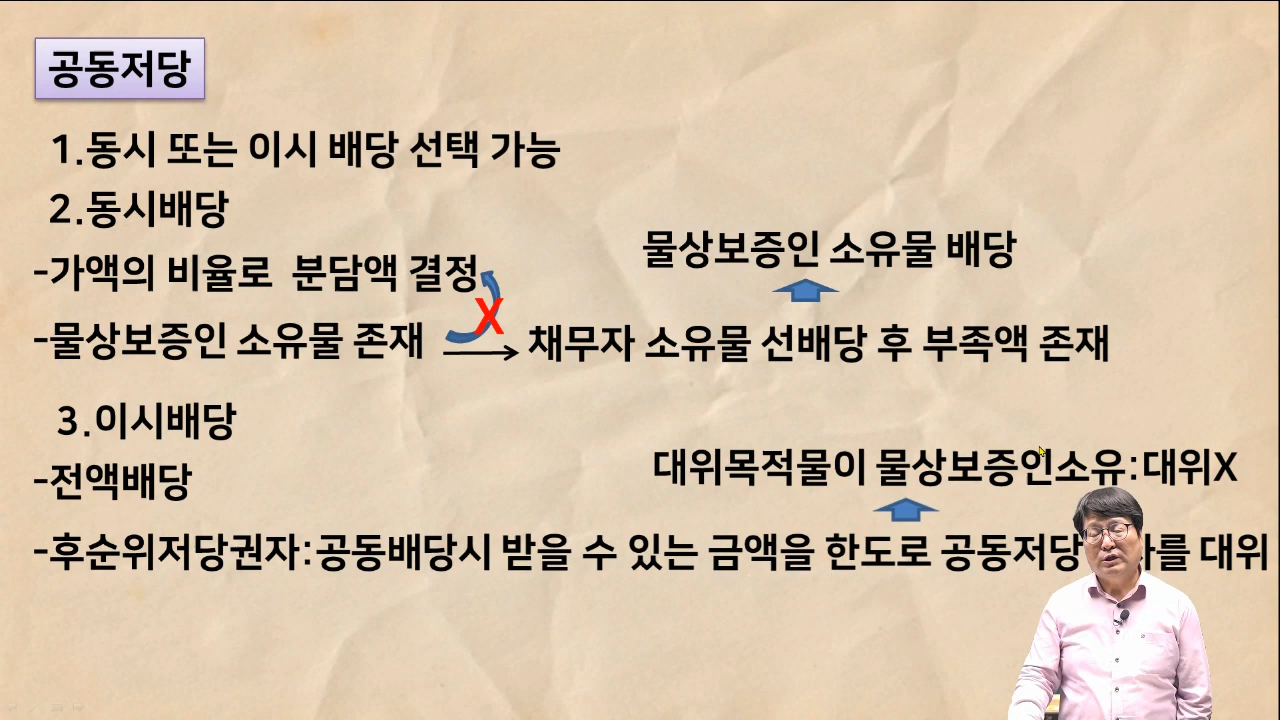 공동저당
1.동시 또는 이시 배당 선택 가능
2.동시배당
물상보증인 소유물 배당
-가액의 비율로 분담액 결정
X
-물상보증인 소유물 존재 채무자 소유물 선배당 후 부족액 존재
3.이시배당
대위목적물이 물상보증인소유:대위X
-전액배당
-후순위저당권자:공동배당시 받을 수 있는 금액을 한도로 대위